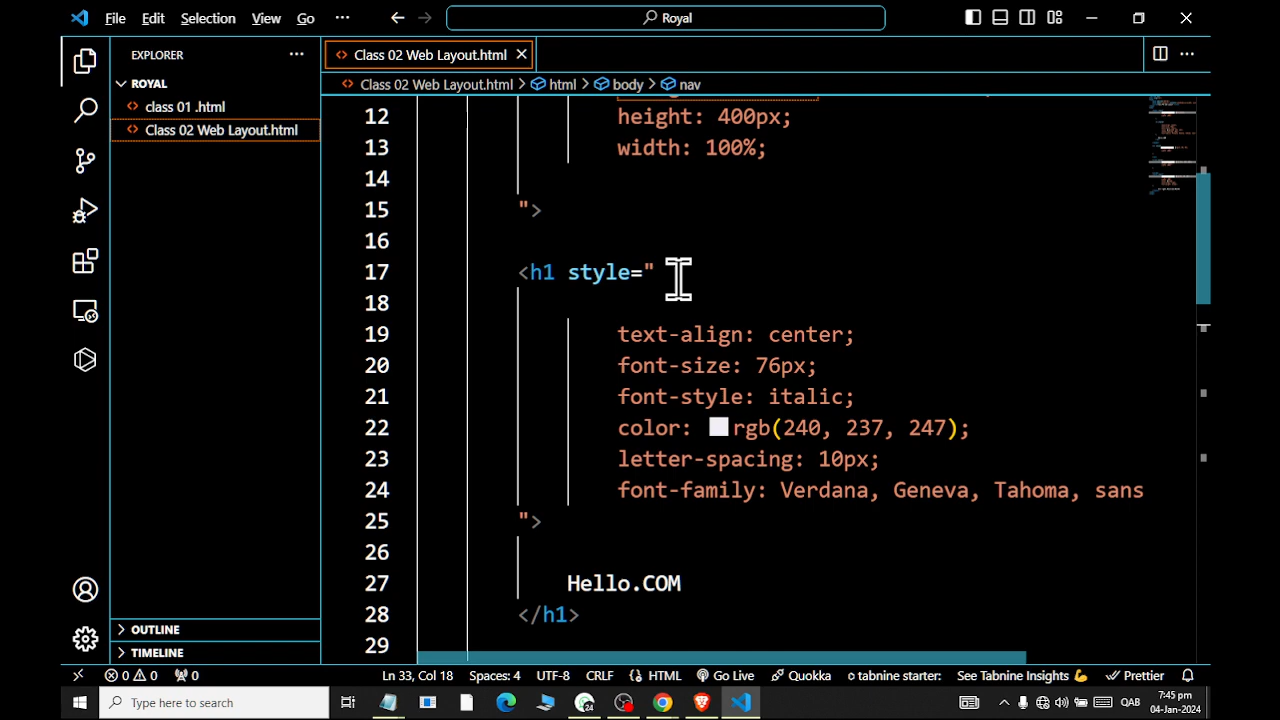 File Edit Selection View Go ··· Royal
EXPLORER ···
Class 02 Web Layout.html
ROYAL
class 01 .html
Class 02 Web Layout.html
Class 02 Web Layout.html > html > body > nav
12 height: 400px;
13 width: 100%;
14
15 ">
16
17 <h1 style="
18
19 text-align: center;
20 font-size: 76px;
21 font-style: italic;
22 color: rgb(240, 237, 247);
23 letter-spacing: 10px;
24 font-family: Verdana, Geneva, Tahoma, sans
25 ">
26
27 Hello.COM
28 </h1>
29
OUTLINE
TIMELINE
0 0 0 Ln 33, Col 18 Spaces: 4 UTF-8 CRLF HTML Go Live Quokka tabnine starter: See Tabnine Insights Prettier
Type here to search
QAB
7:45 pm
04-Jan-2024